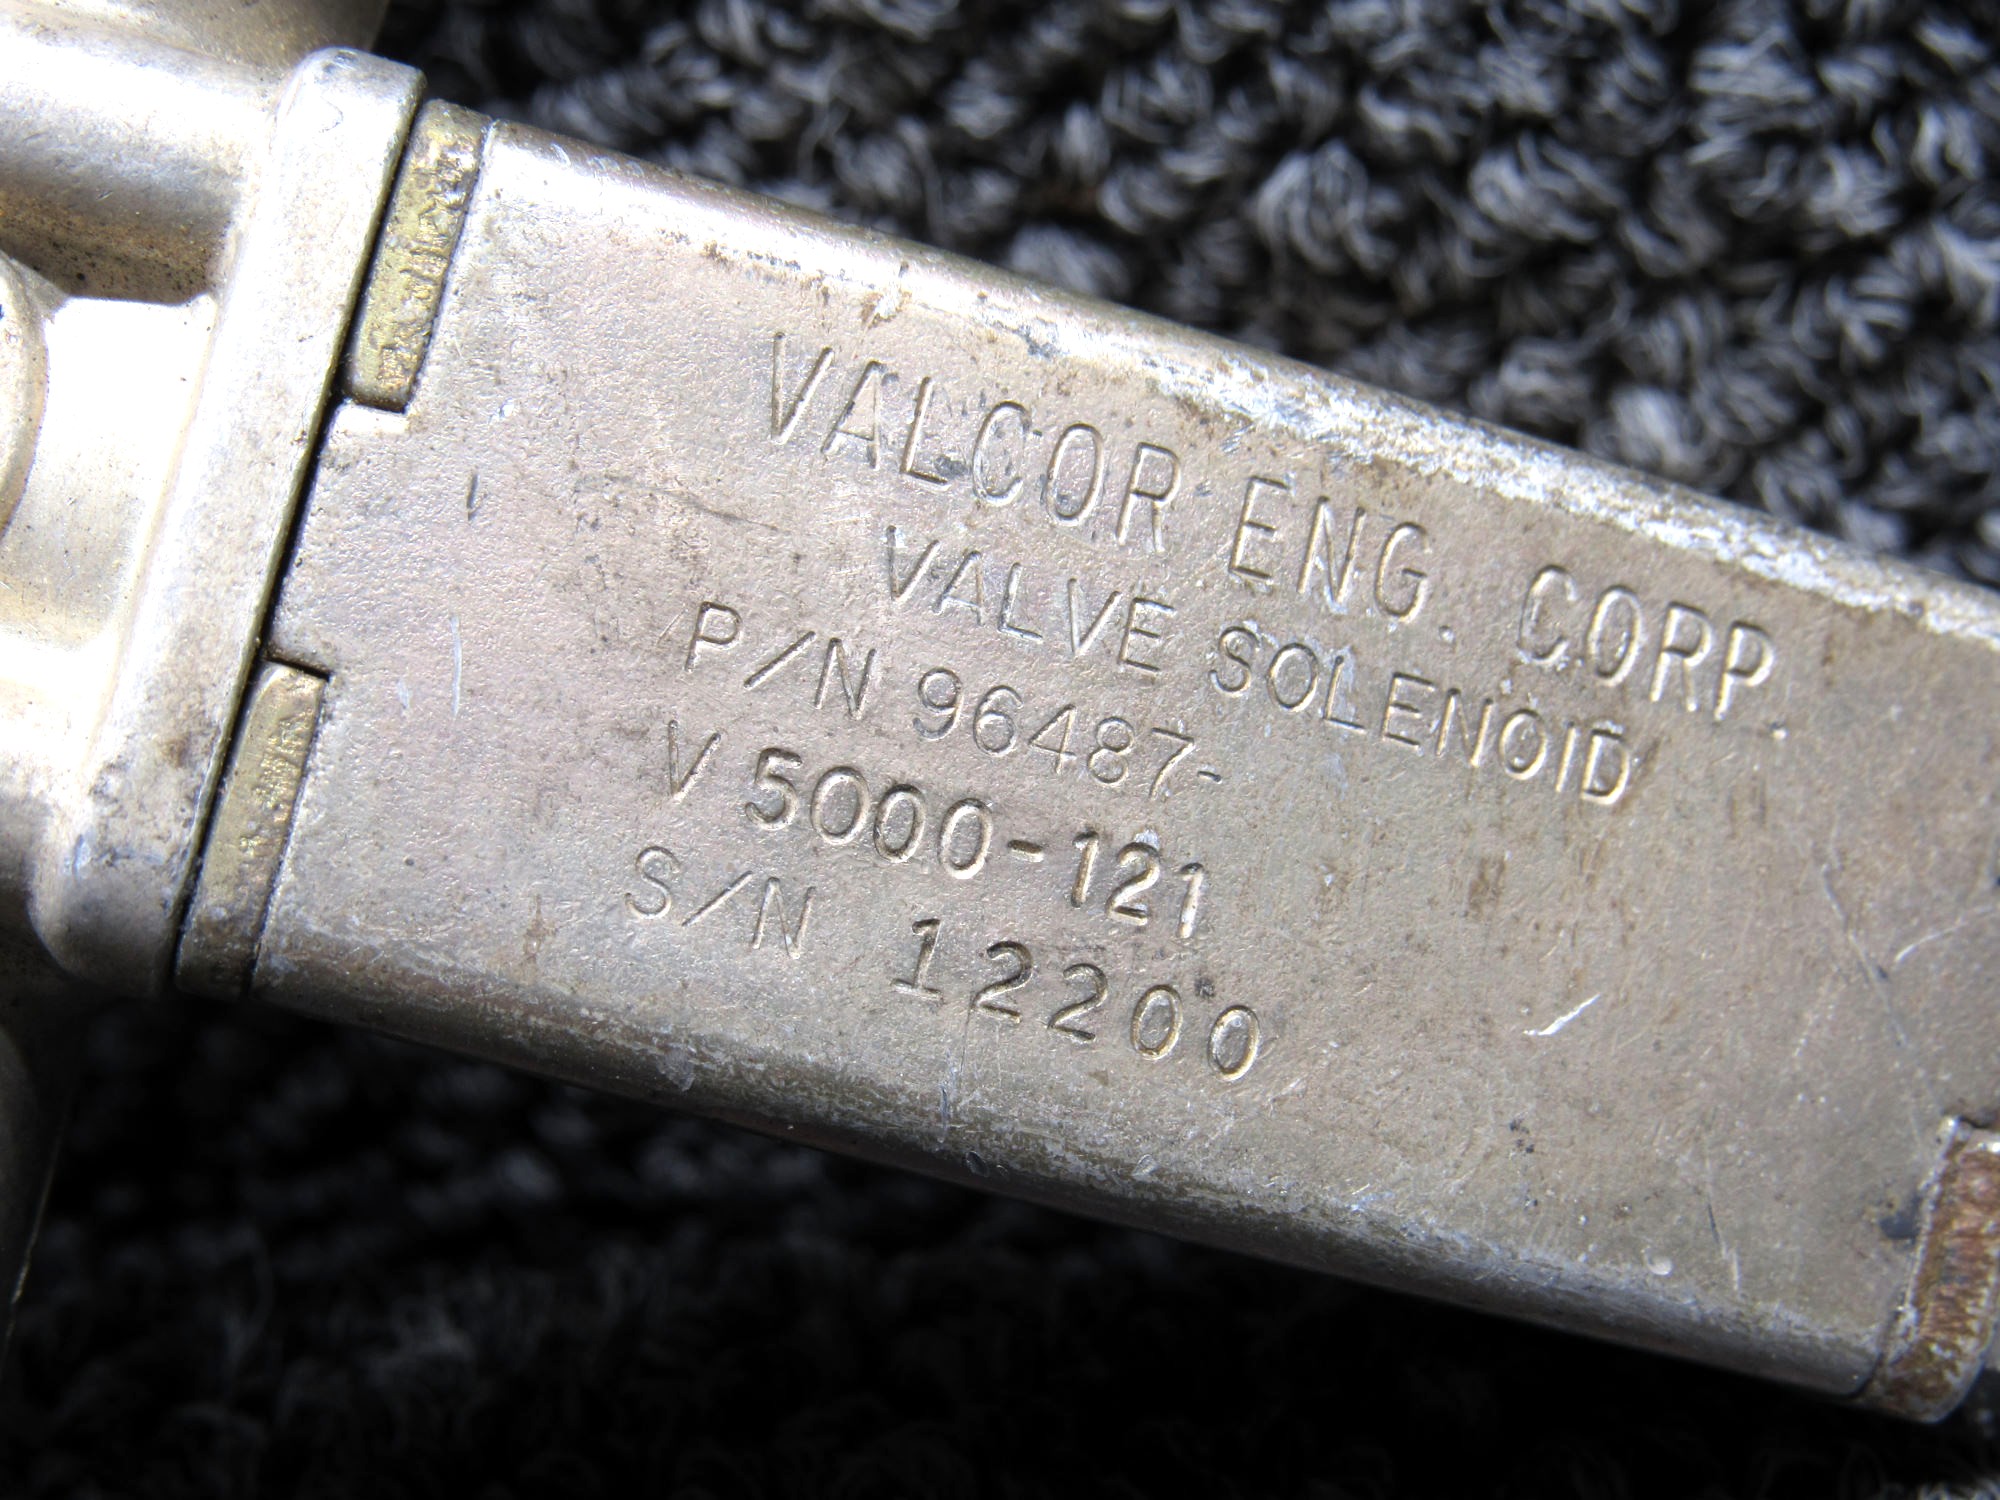 VALCOR ENG. CORP.
VALVE SOLENOID
P/N 96487-
V 5000-121
S/N 12200